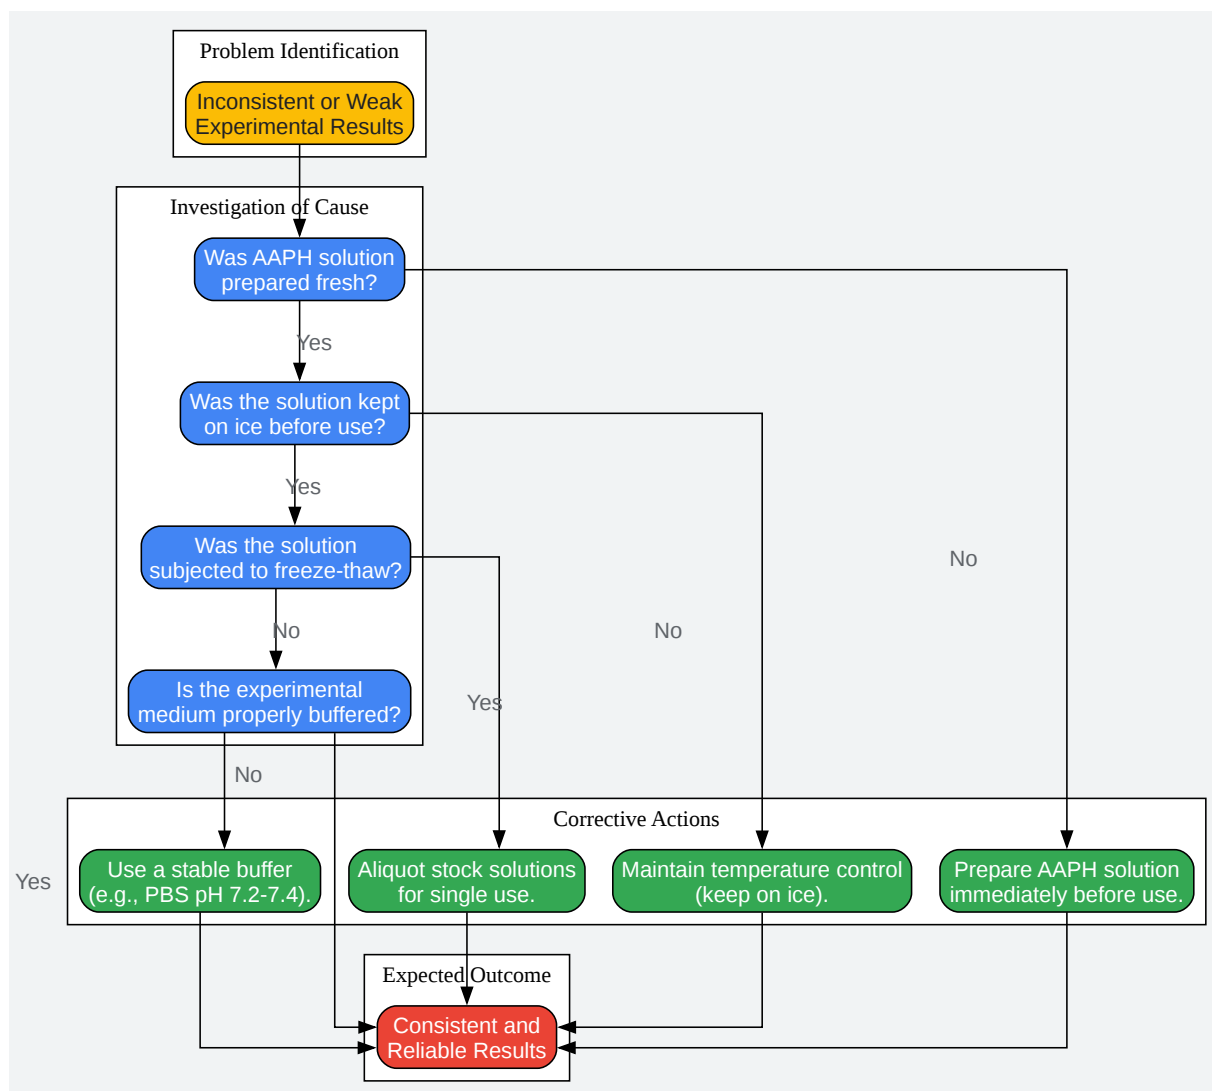 Problem Identification
Inconsistent or Weak
Experimental Results
Investigation of Cause
Was AAPH solution
prepared fresh?
Yes
Was the solution kept
on ice before use?
Yes
Was the solution
subjected to freeze-thaw?
No
No
No
Is the experimental
medium properly buffered?
Yes
No
Corrective Actions
Yes
Use a stable buffer
(e.g., PBS pH 7.2-7.4).
Aliquot stock solutions
for single use.
Maintain temperature control
(keep on ice).
Prepare AAPH solution
immediately before use.
Expected Outcome
Consistent and
Reliable Results